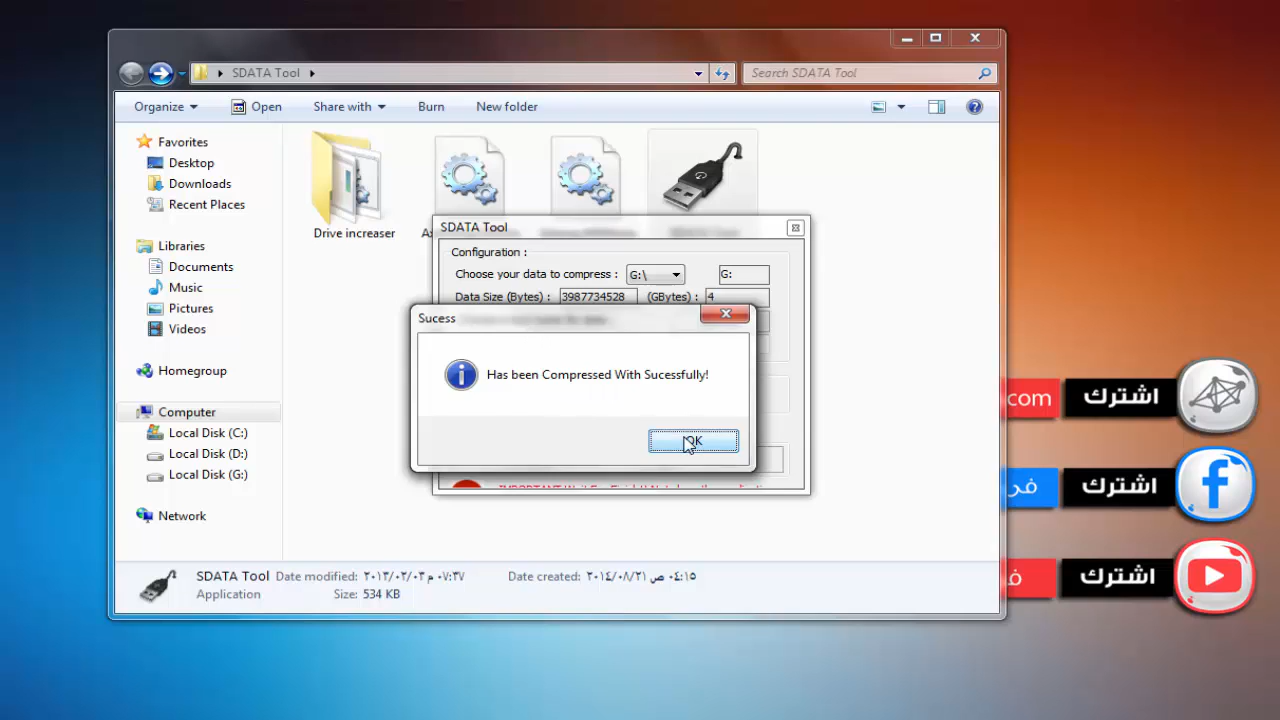 SDATA Tool
Search SDATA Tool
Organize
Open
Share with
Burn
New folder
Favorites
Desktop
Downloads
Recent Places
Libraries
Documents
Music
Pictures
Videos
Homegroup
Computer
Local Disk (C:)
Local Disk (D:)
Local Disk (G:)
Network
Drive increaser
SDATA Tool
Configuration :
Choose your data to compress :
G:\
G:
Data Size (Bytes) :
3987734528
(GBytes) :
4
Sucess
Has been Compressed With Sucessfully!
OK
SDATA Tool
Date modified: ٢٠١٣/٠٢/٠٣ م ٠٧:٣٧
Date created: ٢٠١٤/٠٨/٢١ ص ٠٤:١٥
Application
Size: 534 KB
com
اشترك
فى
اشترك
اشترك